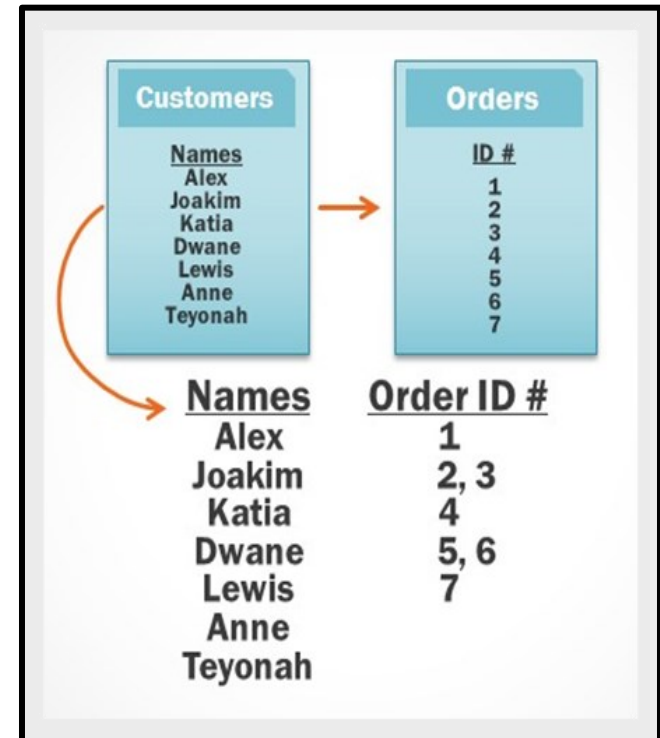 Customers
Names
Alex
Joakim
Katia
Dwane
Lewis
Anne
Teyonah
Orders
ID #
1
2
3
4
5
6
7
Names Order ID #
Alex 1
Joakim 2, 3
Katia 4
Dwane 5, 6
Lewis 7
Anne
Teyonah